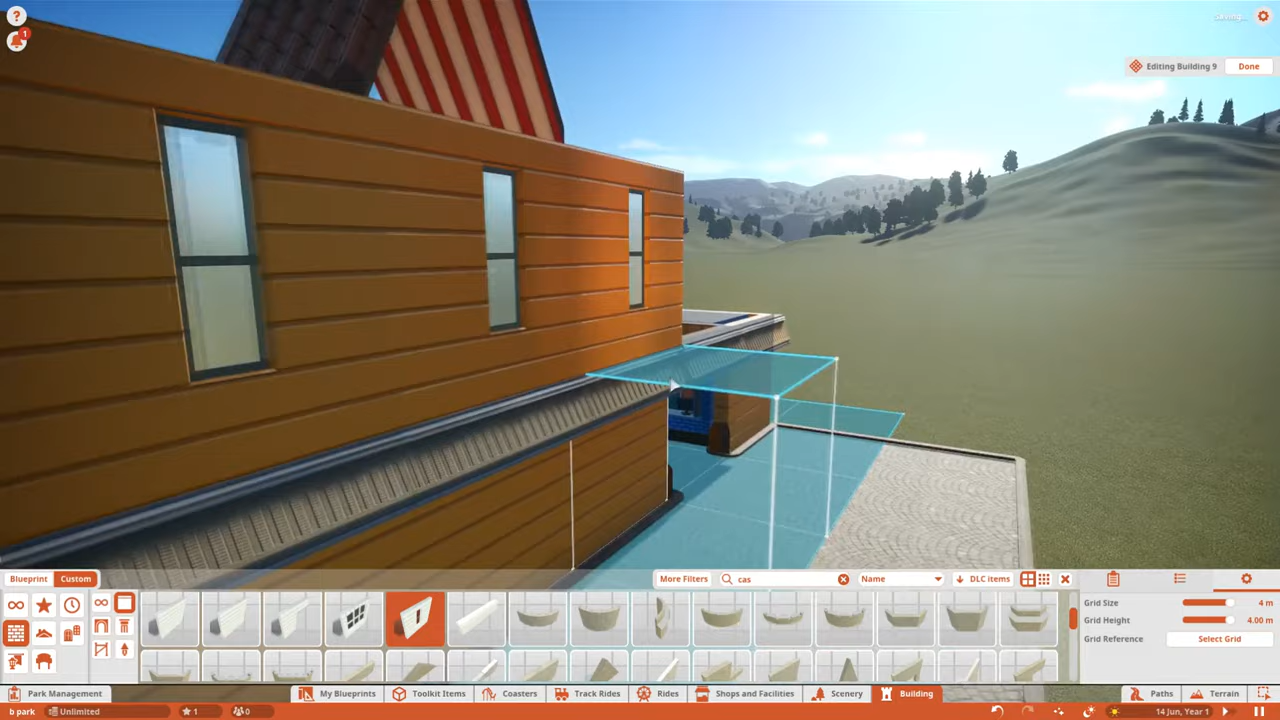 ?
1
saving...
Editing Building 9
Done
Blueprint
Custom
More Filters
cas
Name
DLC items
Grid Size
4 m
Grid Height
4.00 m
Grid Reference
Select Grid
Park Management
My Blueprints
Toolkit Items
Coasters
Track Rides
Rides
Shops and Facilities
Scenery
Building
Paths
Terrain
b park
Unlimited
1
0
14 Jun, Year 1